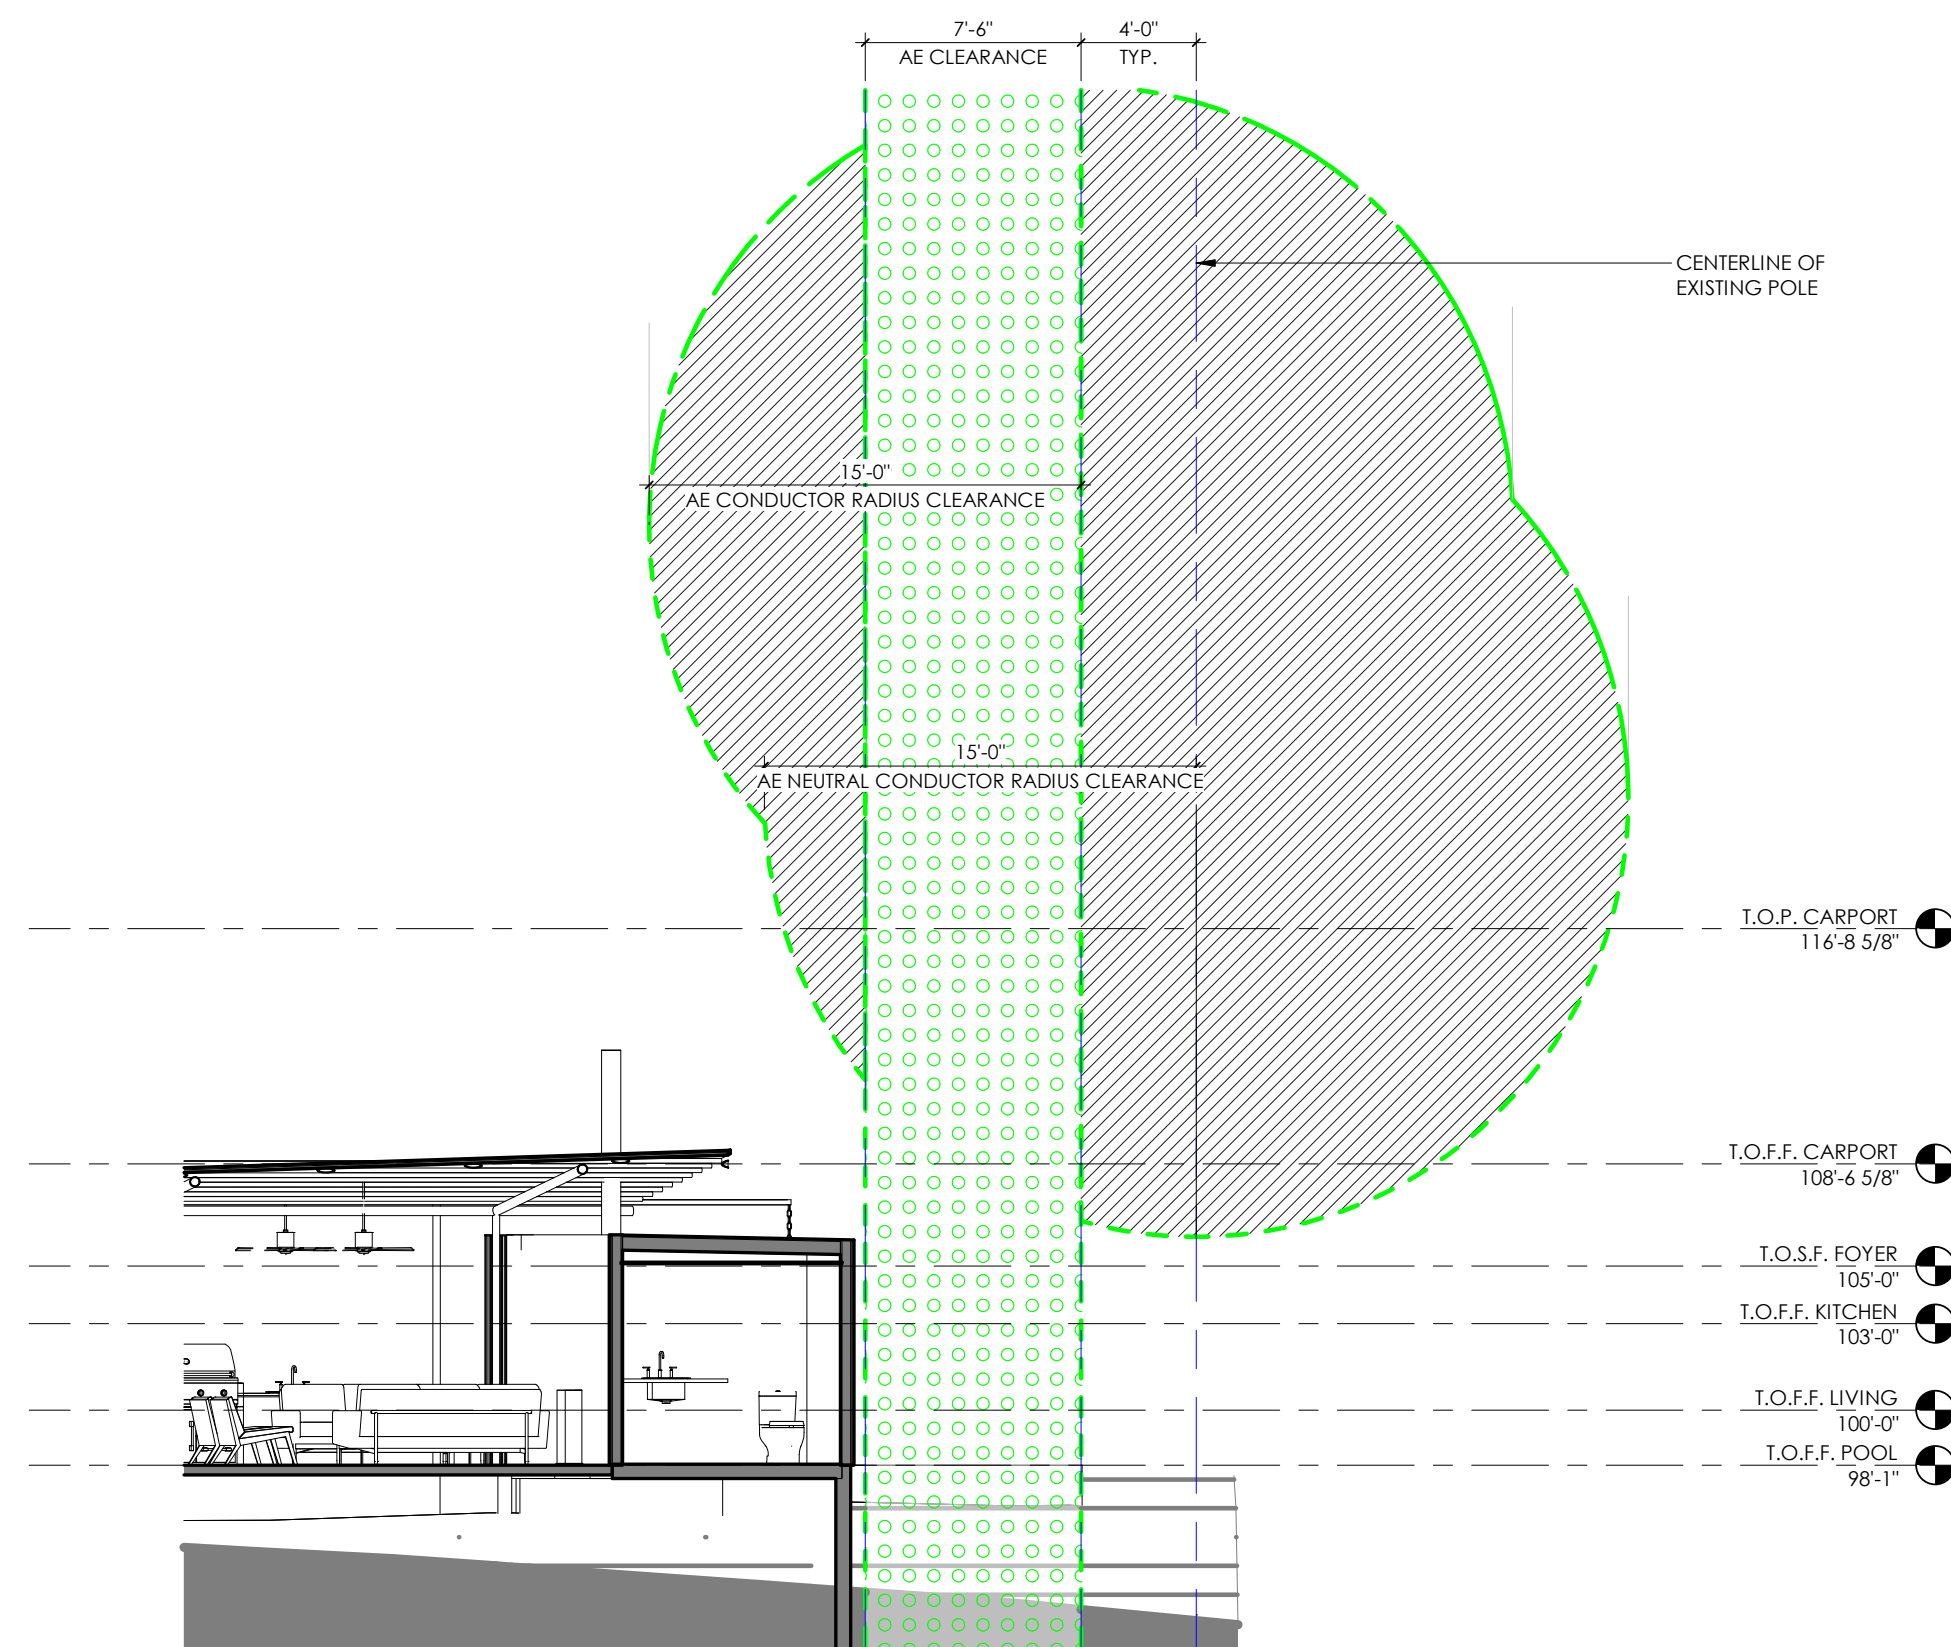 7'-6"
AE CLEARANCE
4'-0"
TYP.
CENTERLINE OF
EXISTING POLE
15'-0"
AE CONDUCTOR RADIUS CLEARANCE
15'-0"
AE NEUTRAL CONDUCTOR RADIUS CLEARANCE
T.O.P. CARPORT
116'-8 5/8"
T.O.F.F. CARPORT
108'-6 5/8"
T.O.S.F. FOYER
105'-0"
T.O.F.F. KITCHEN
103'-0"
T.O.F.F. LIVING
100'-0"
T.O.F.F. POOL
98'-1"